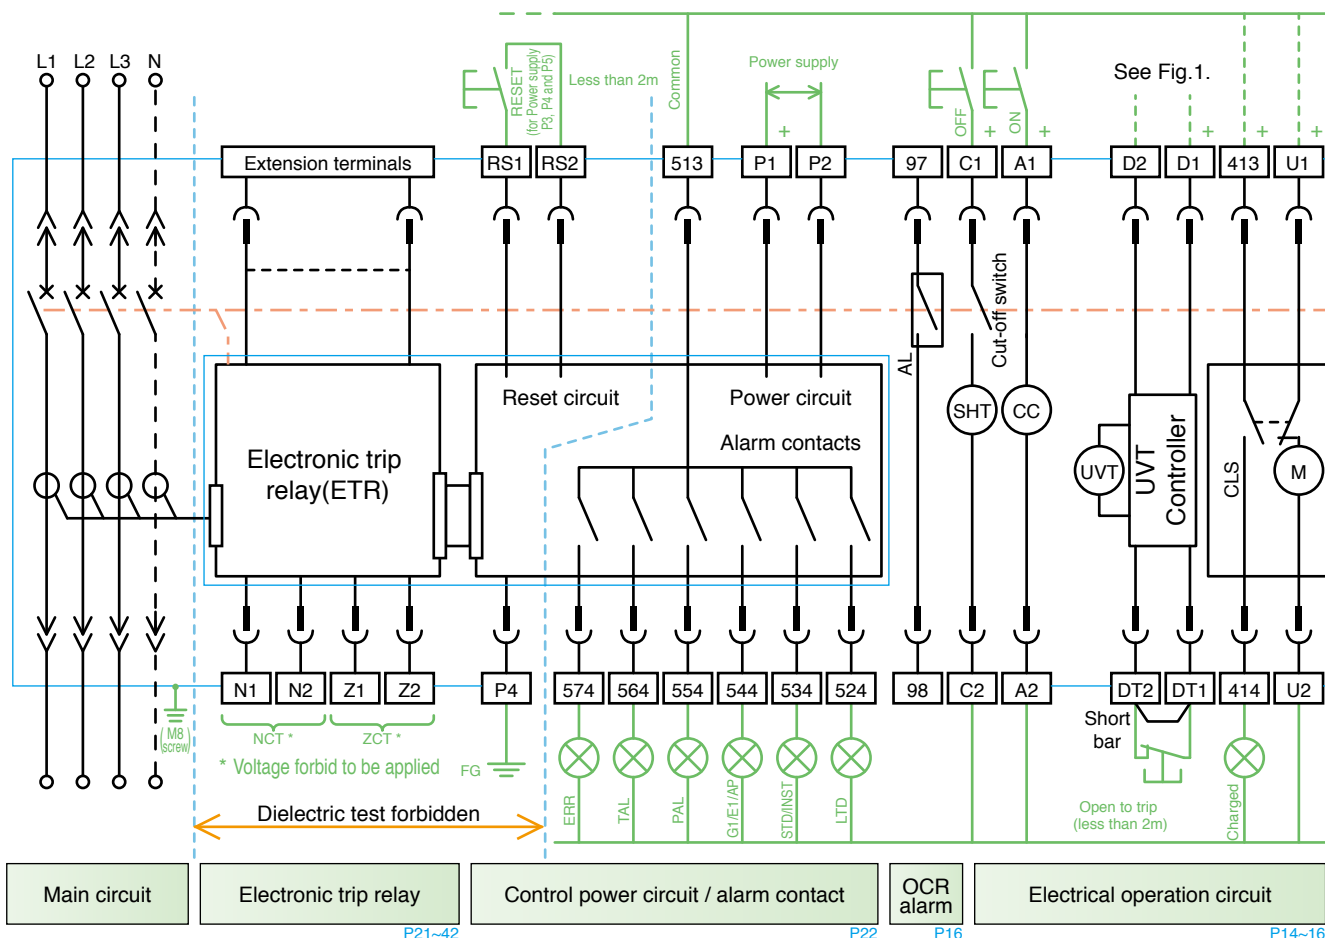 L1 L2 L3 N
RESET
(for Power supply
P3, P4 and P5)
Less than 2m
Common
Power supply
+
OFF
+
ON
+
See Fig.1.
+
+
+
Extension terminals
RS1 RS2 513 P1 P2 97 C1 A1 D2 D1 413 U1
AL
Cut-off switch
Reset circuit
Power circuit
Alarm contacts
SHT CC
Electronic trip
relay(ETR)
UVT
UVT
Controller
CLS
M
N1 N2 Z1 Z2 P4 574 564 554 544 534 524 98 C2 A2 DT2 DT1 414 U2
(M8
screw)
NCT *
ZCT *
* Voltage forbid to be applied
FG
ERR
TAL
PAL
G1/E1/AP
STD/INST
LTD
Short
bar
Open to trip
(less than 2m)
Charged
Dielectric test forbidden
Main circuit
Electronic trip relay
Control power circuit / alarm contact
OCR
alarm
Electrical operation circuit
P21~42
P22
P16
P14~16